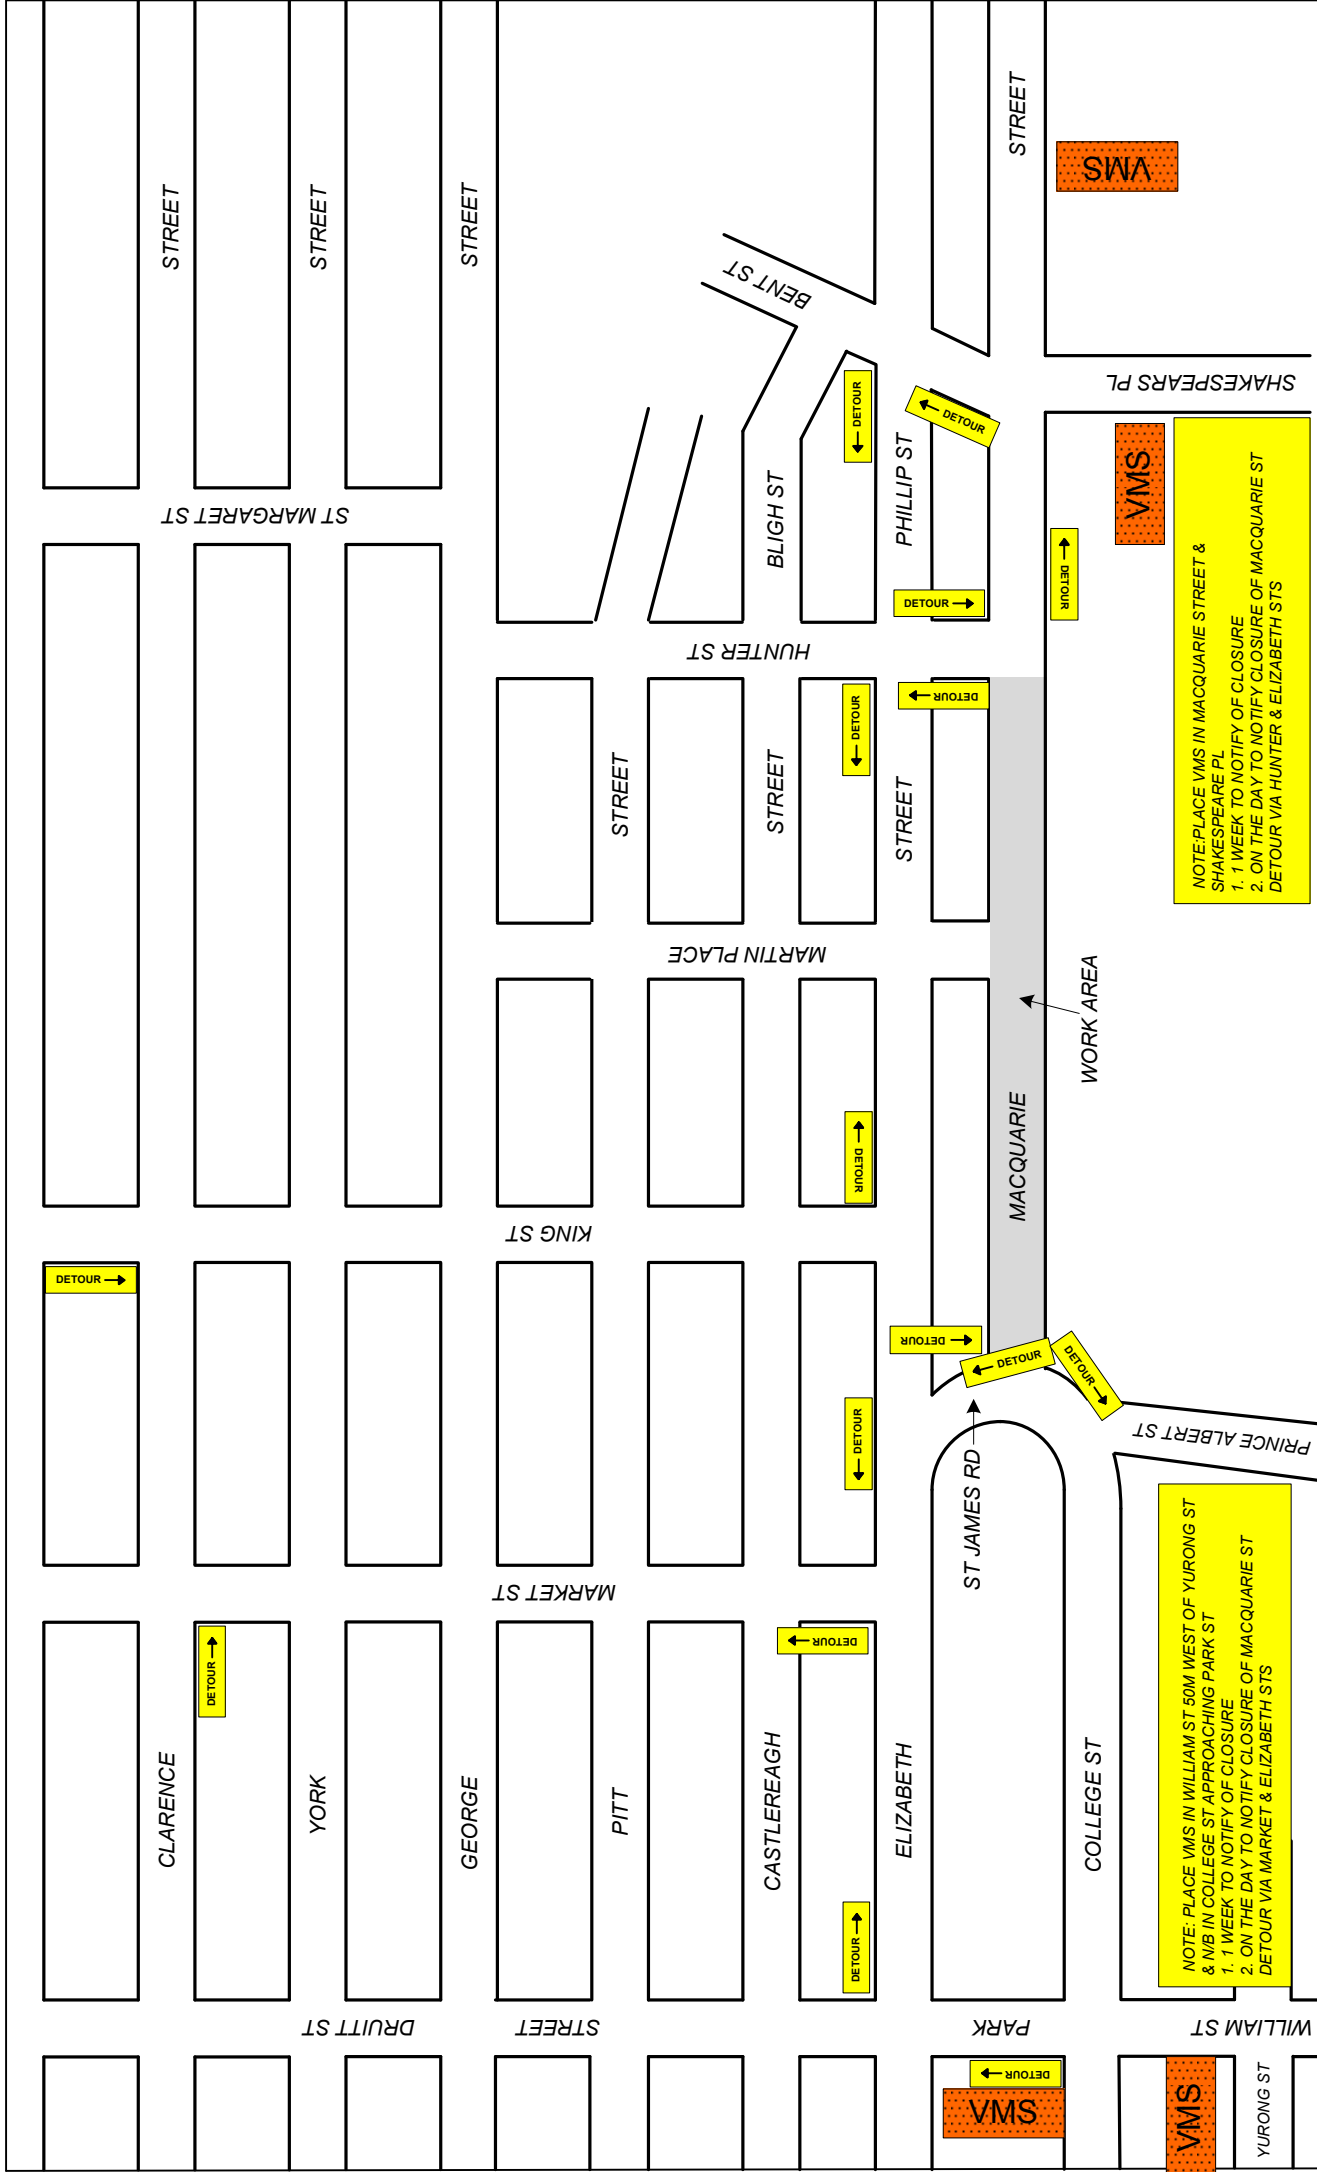 STREET
STREET
STREET
STREET
VMS
BENT ST
SHAKESPEARS PL
DETOUR
DETOUR
VMS
ST MARGARET ST
BLIGH ST
PHILLIP ST
DETOUR
DETOUR
NOTE:PLACE VMS IN MACQUARIE STREET &
SHAKESPEARE PL
1. 1 WEEK TO NOTIFY OF CLOSURE
2. ON THE DAY TO NOTIFY CLOSURE OF MACQUARIE ST
DETOUR VIA HUNTER & ELIZABETH STS
HUNTER ST
DETOUR
DETOUR
STREET
STREET
STREET
MARTIN PLACE
WORK AREA
DETOUR
MACQUARIE
KING ST
DETOUR
DETOUR
DETOUR
DETOUR
DETOUR
PRINCE ALBERT ST
ST JAMES RD
MARKET ST
DETOUR
DETOUR
NOTE: PLACE VMS IN WILLIAM ST 50M WEST OF YURONG ST
& N/B IN COLLEGE ST APPROACHING PARK ST
1. 1 WEEK TO NOTIFY OF CLOSURE
2. ON THE DAY TO NOTIFY CLOSURE OF MACQUARIE ST
DETOUR VIA MARKET & ELIZABETH STS
CLARENCE
YORK
GEORGE
PITT
CASTLEREAGH
ELIZABETH
COLLEGE ST
DETOUR
DRUITT ST
STREET
PARK
WILLIAM ST
DETOUR
VMS
VMS
YURONG ST